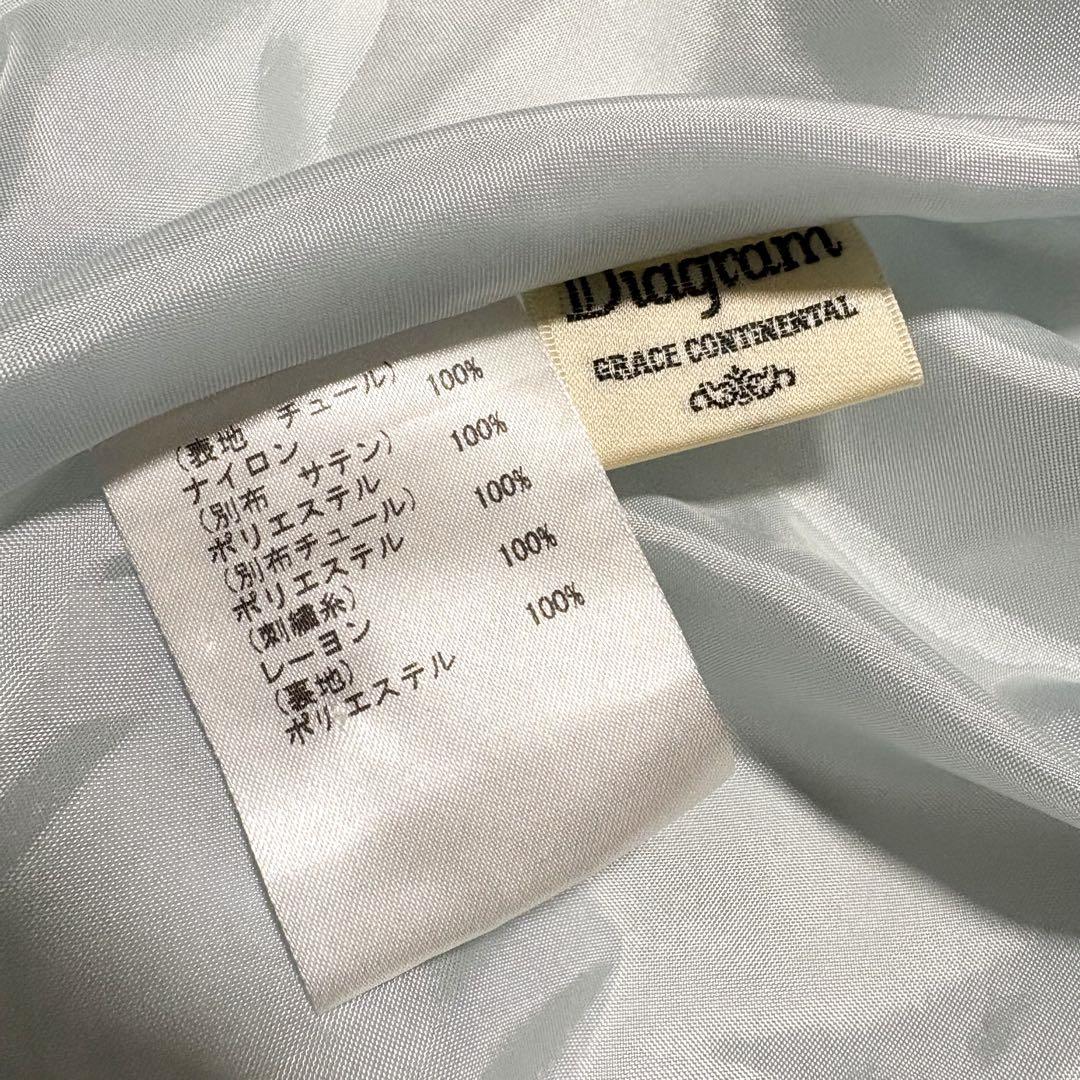 Diagram
GRACE CONTINENTAL
(表地 チュール)
ナイロン 100%
(別布 サテン)
ポリエステル 100%
(別布チュール)
ポリエステル 100%
(刺繍糸)
レーヨン 100%
(裏地)
ポリエステル 100%